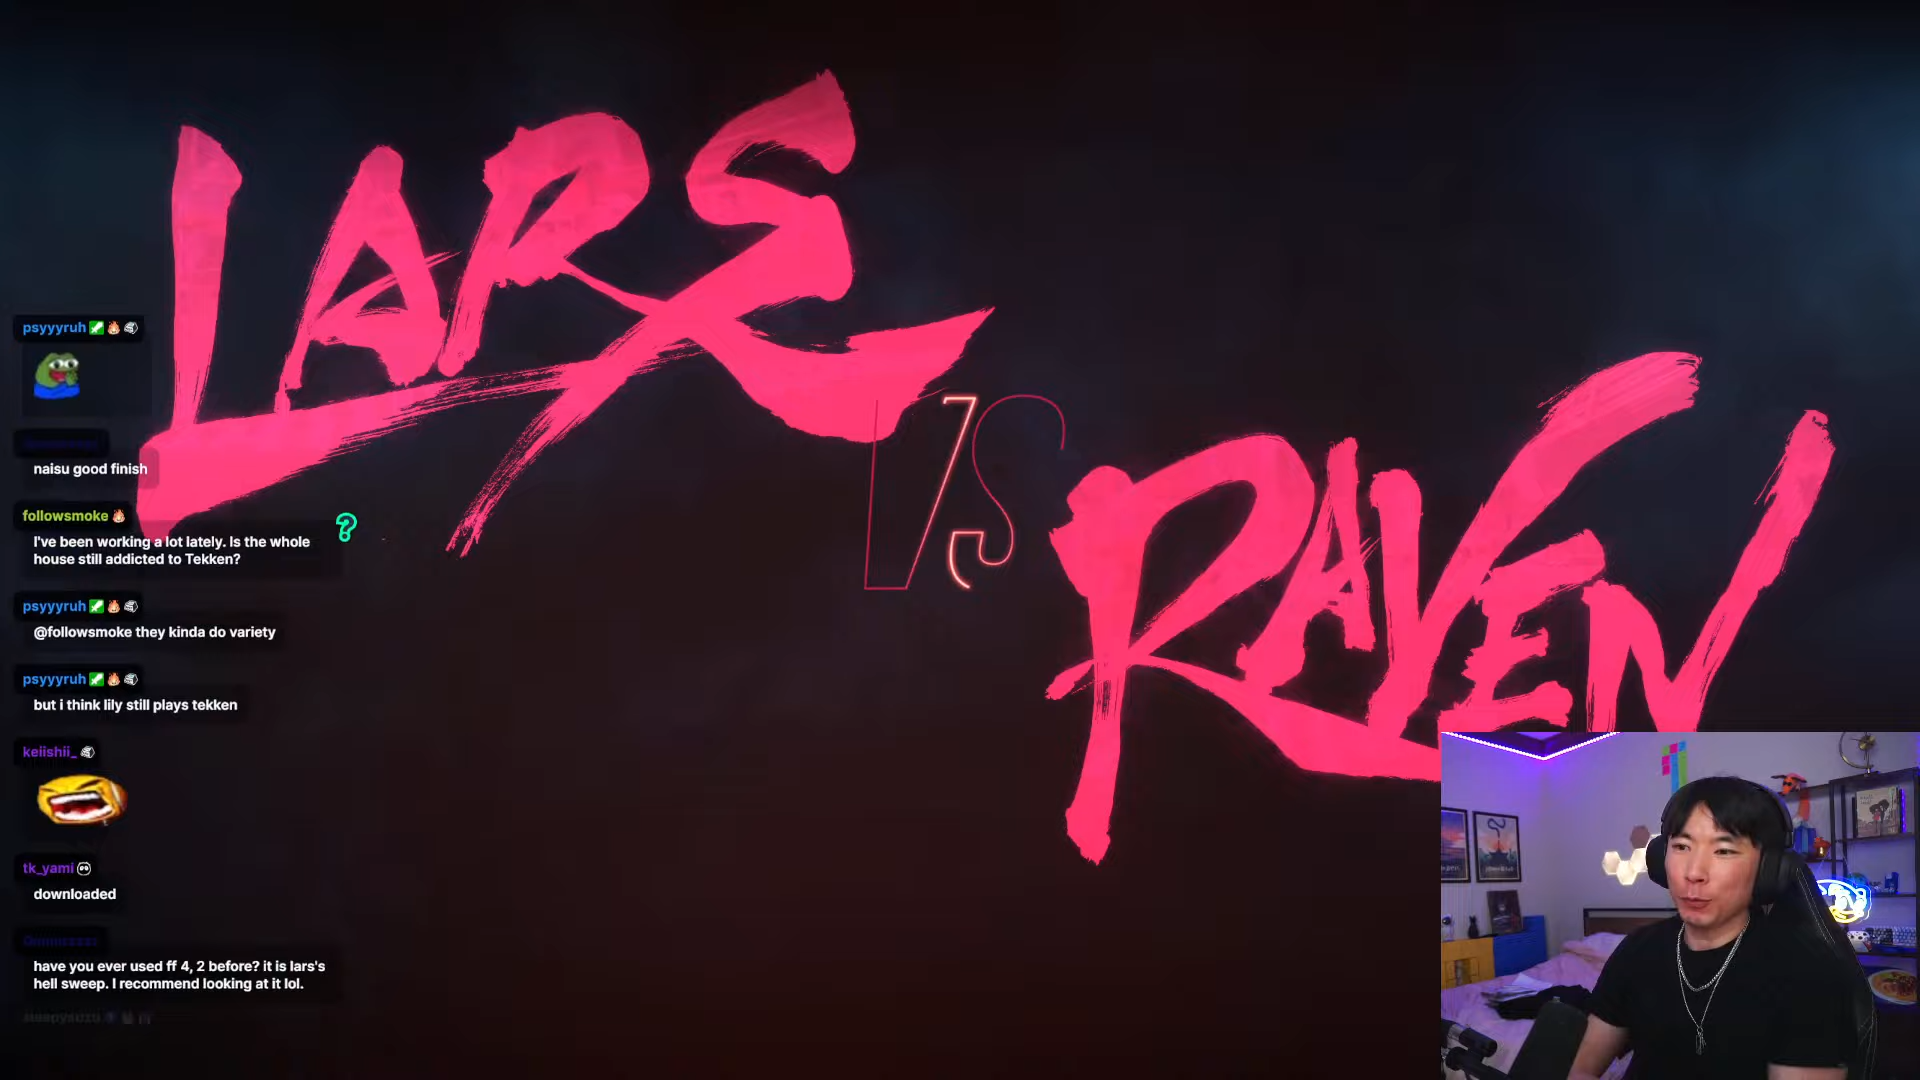 LARS
VS
RAVEN
psyyyruh
naisu good finish
followsmoke
I've been working a lot lately. Is the whole
house still addicted to Tekken?
psyyyruh
@followsmoke they kinda do variety
psyyyruh
but i think lily still plays tekken
keiishii_
tk_yami
downloaded
have you ever used ff 4, 2 before? it is lars's
hell sweep. I recommend looking at it lol.